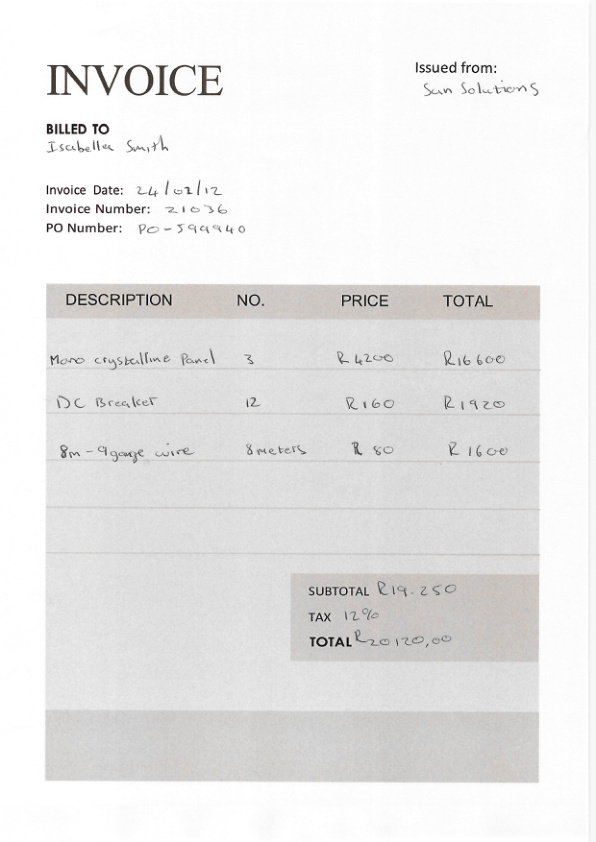 INVOICE
Issued from:
Sun Solutions
BILLED TO
Isabella Smith
Invoice Date: 24/02/12
Invoice Number: 21036
PO Number: PO-599940
DESCRIPTION NO. PRICE TOTAL
Mono crystalline Panel 3 R4200 R16600
DC Breaker 12 R160 R1920
8m-9gauge wire 8meters R 80 R1600
SUBTOTAL R19.250
TAX 12%
TOTAL R20120,00